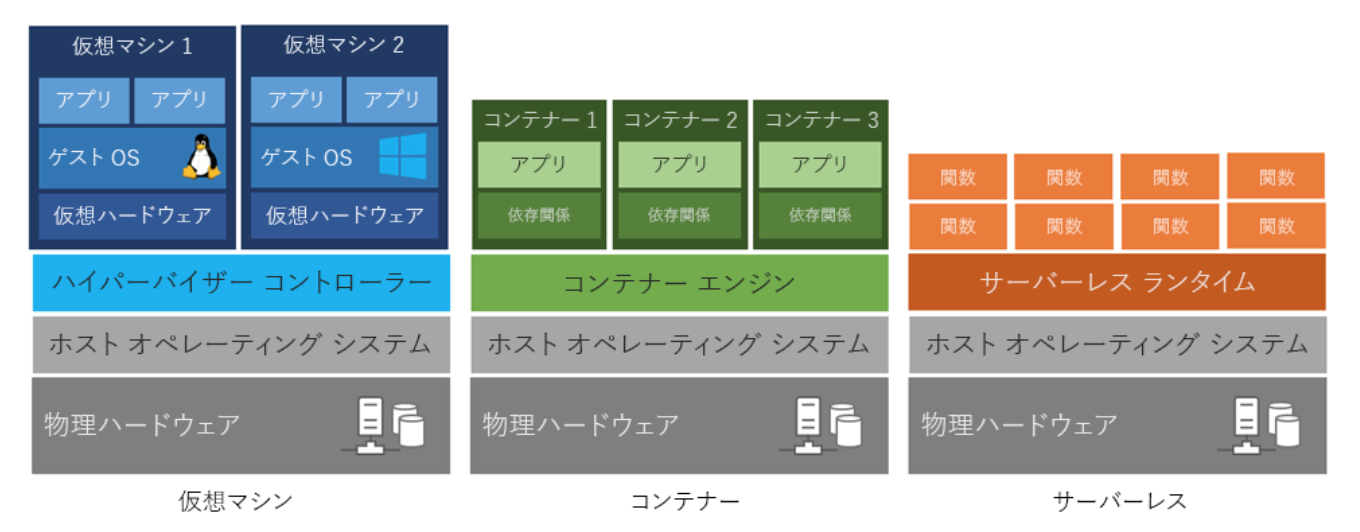 仮想マシン 1
アプリ
アプリ
ゲスト OS
仮想ハードウェア
仮想マシン 2
アプリ
アプリ
ゲスト OS
仮想ハードウェア
ハイパーバイザー コントローラー
ホスト オペレーティング システム
物理ハードウェア
仮想マシン
コンテナー 1
アプリ
依存関係
コンテナー 2
アプリ
依存関係
コンテナー 3
アプリ
依存関係
コンテナー エンジン
ホスト オペレーティング システム
物理ハードウェア
コンテナー
関数
関数
関数
関数
関数
関数
関数
関数
サーバーレス ランタイム
ホスト オペレーティング システム
物理ハードウェア
サーバーレス